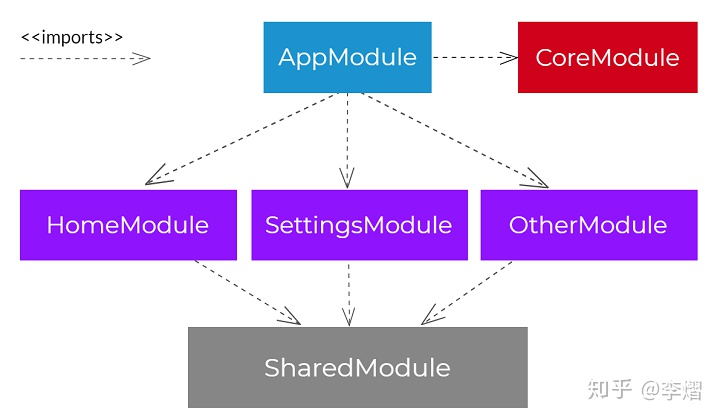 <<imports>>
AppModule
CoreModule
HomeModule
SettingsModule
OtherModule
SharedModule
知乎 @李熠